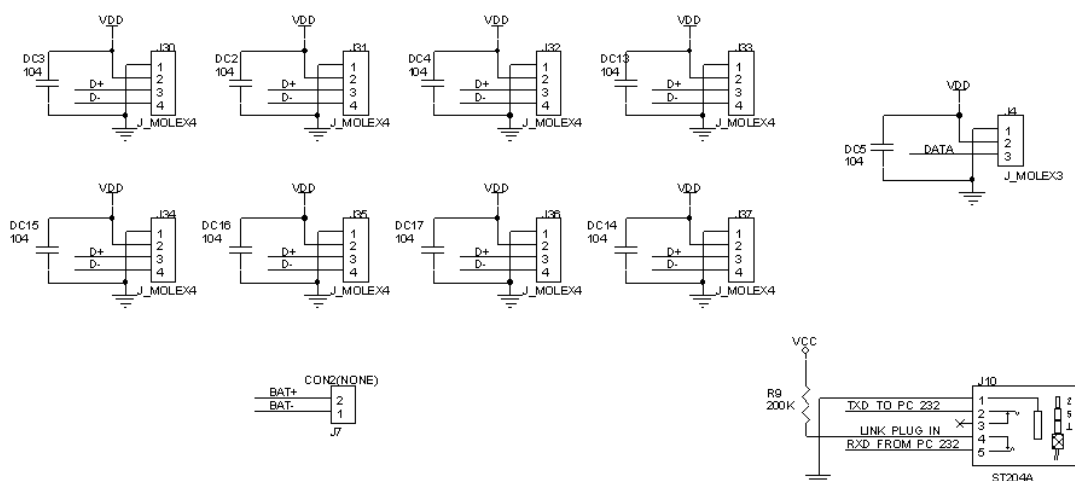 VDD VDD VDD VDD
DC3 104 J30 1 2 3 4 D+ D- J_MOLEX4
DC2 104 J31 1 2 3 4 D+ D- J_MOLEX4
DC4 104 J32 1 2 3 4 D+ D- J_MOLEX4
DC13 104 J33 1 2 3 4 D+ D- J_MOLEX4
VDD
DC5 104 J4 1 2 3 DATA J_MOLEX3
VDD VDD VDD VDD
DC15 104 J34 1 2 3 4 D+ D- J_MOLEX4
DC16 104 J35 1 2 3 4 D+ D- J_MOLEX4
DC17 104 J36 1 2 3 4 D+ D- J_MOLEX4
DC14 104 J37 1 2 3 4 D+ D- J_MOLEX4
CON2(NONE)
BAT+ 2
BAT- 1
J7
VCC
R9
200K
J10
1
TXD TO PC 232 2
3
LINK PLUG IN 4
RXD FROM PC 232 5
ST204A